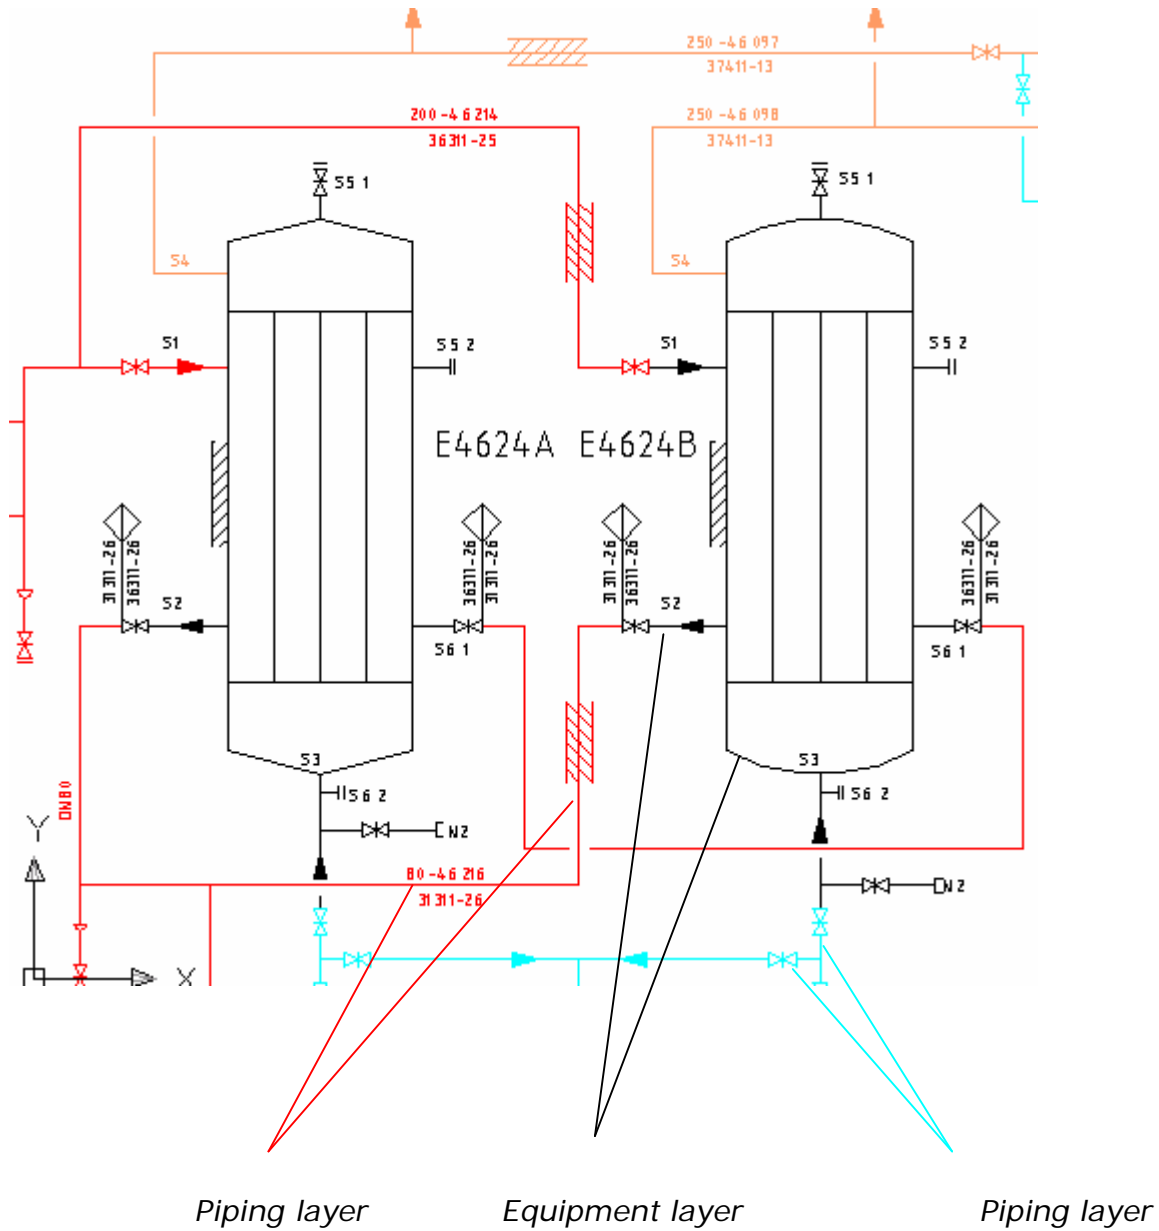 250-46 097
37411-13
200-46 214
36311-25
250-46 098
37411-13
S5 1
S5 1
S4
S4
S1
S5 2
S1
S5 2
E4624A
E4624B
31311-26
36311-26
36311-26
31311-26
31311-26
36311-26
36311-26
31311-26
S2
S2
S6 1
S6 1
S3
S3
S6 2
S6 2
DN80
N2
Y
80-46 216
31311-26
N2
X
Piping layer
Equipment layer
Piping layer